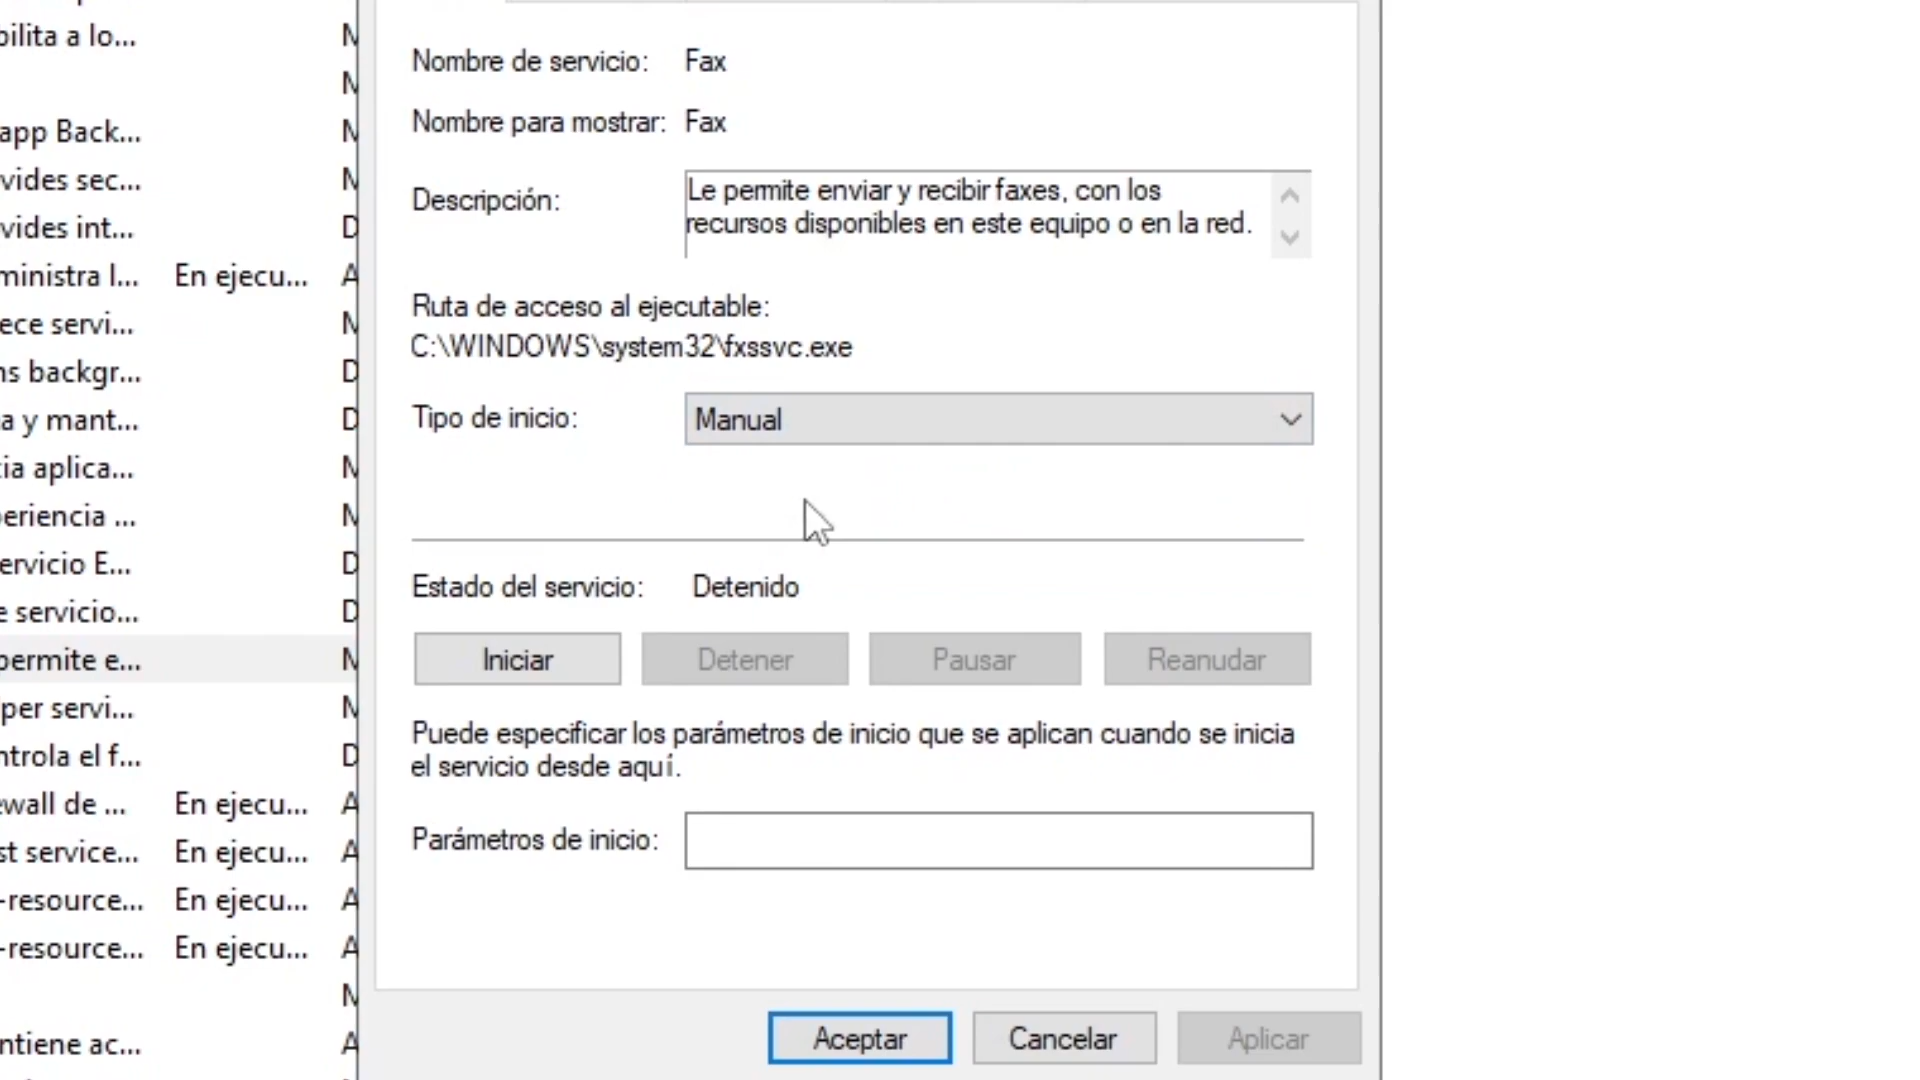 bilita a lo...
app Back...
vides sec...
vides int...
D
ministra l... En ejecu... A
ece servi...
ns backgr... D
a y mant... D
ia aplica...
periencia ...
ervicio E... D
e servicio... D
permite e...
per servi...
ntrola el f... D
ewall de ... En ejecu... A
st service... En ejecu... A
-resource... En ejecu... A
-resource... En ejecu... A
ntiene ac... A
Nombre de servicio: Fax
Nombre para mostrar: Fax
Descripción: Le permite enviar y recibir faxes, con los
recursos disponibles en este equipo o en la red.
Ruta de acceso al ejecutable:
C:\WINDOWS\system32\fxssvc.exe
Tipo de inicio: Manual
Estado del servicio: Detenido
Iniciar Detener Pausar Reanudar
Puede especificar los parámetros de inicio que se aplican cuando se inicia
el servicio desde aquí.
Parámetros de inicio:
Aceptar Cancelar Aplicar